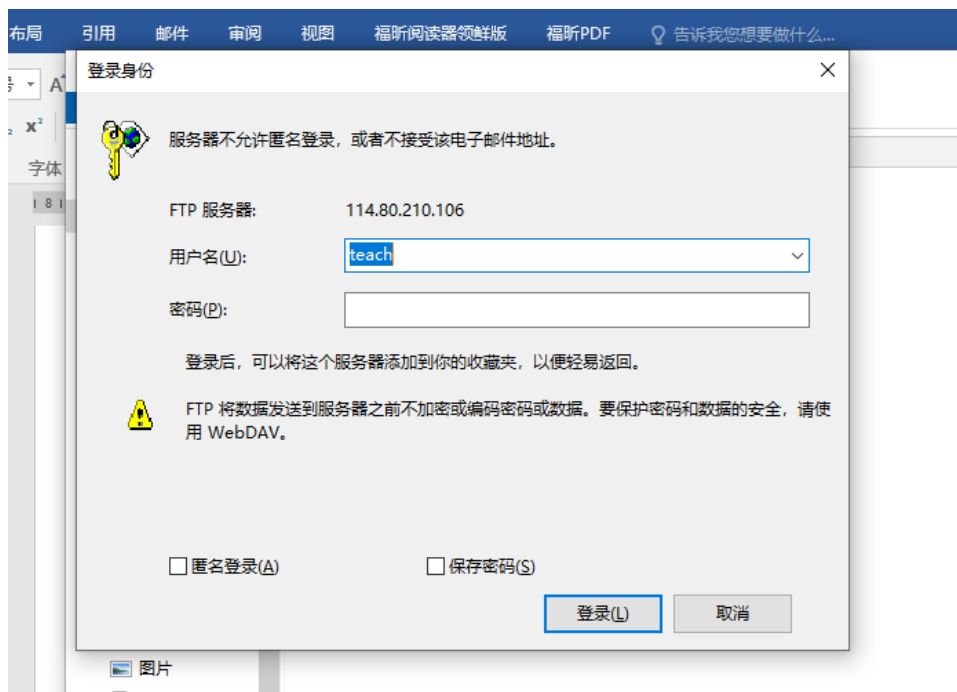 布局 引用 邮件 审阅 视图 福昕阅读器领鲜版 福昕PDF 告诉我您想要做什么...
登录身份
A
x²
字体
8
服务器不允许匿名登录，或者不接受该电子邮件地址。
FTP 服务器: 114.80.210.106
用户名(U): teach
密码(P):
登录后，可以将这个服务器添加到你的收藏夹，以便轻易返回。
FTP 将数据发送到服务器之前不加密或编码密码或数据。要保护密码和数据的安全，请使
用 WebDAV。
匿名登录(A) 保存密码(S)
登录(L) 取消
图片